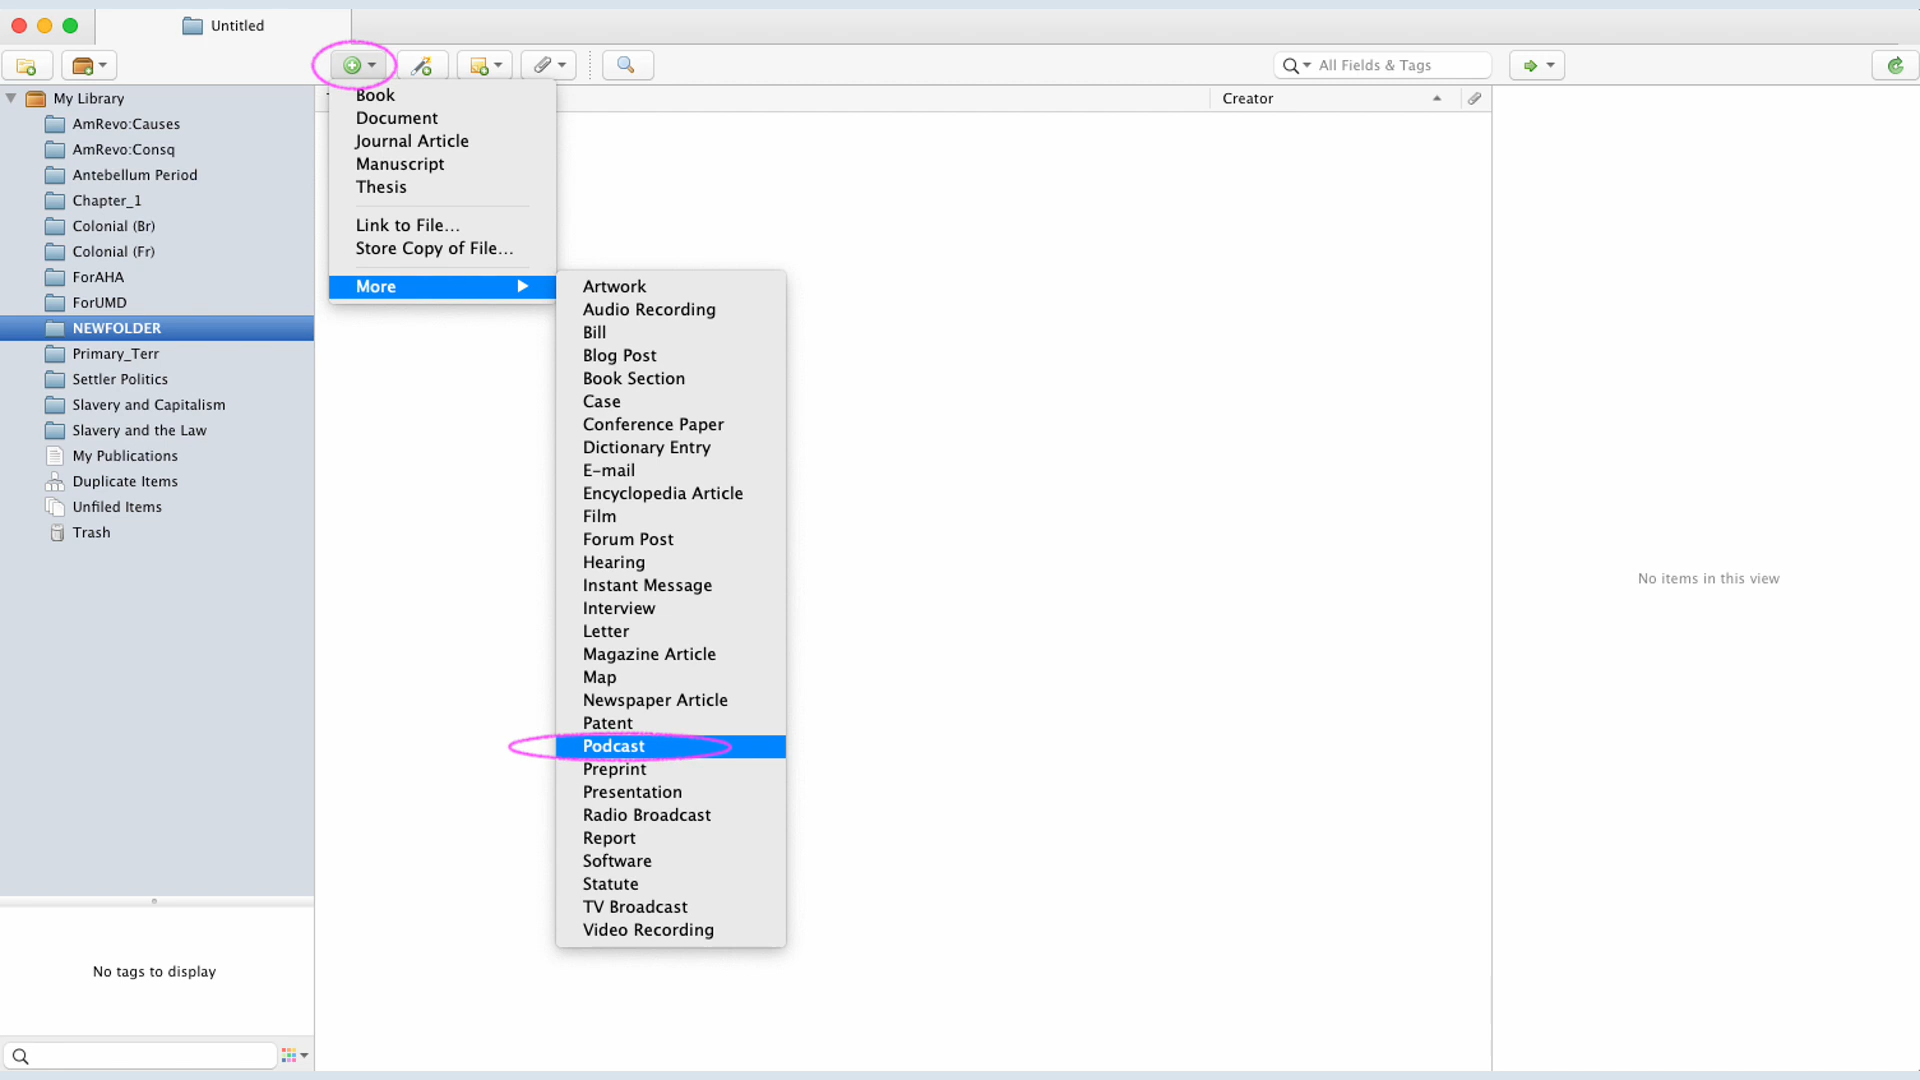 Untitled
All Fields & Tags
My Library
AmRevo:Causes
AmRevo:Consq
Antebellum Period
Chapter_1
Colonial (Br)
Colonial (Fr)
ForAHA
ForUMD
NEWFOLDER
Primary_Terr
Settler Politics
Slavery and Capitalism
Slavery and the Law
My Publications
Duplicate Items
Unfiled Items
Trash
No tags to display
Book
Document
Journal Article
Manuscript
Thesis
Link to File...
Store Copy of File...
More
Artwork
Audio Recording
Bill
Blog Post
Book Section
Case
Conference Paper
Dictionary Entry
E-mail
Encyclopedia Article
Film
Forum Post
Hearing
Instant Message
Interview
Letter
Magazine Article
Map
Newspaper Article
Patent
Podcast
Preprint
Presentation
Radio Broadcast
Report
Software
Statute
TV Broadcast
Video Recording
Creator
No items in this view